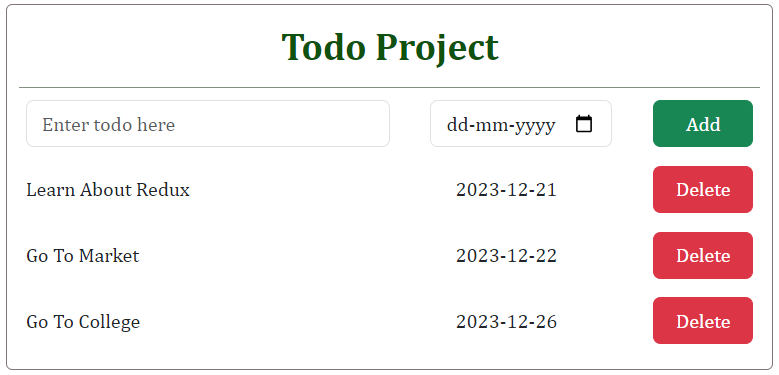 Todo Project
Enter todo here dd-mm-yyyy Add
Learn About Redux 2023-12-21 Delete
Go To Market 2023-12-22 Delete
Go To College 2023-12-26 Delete